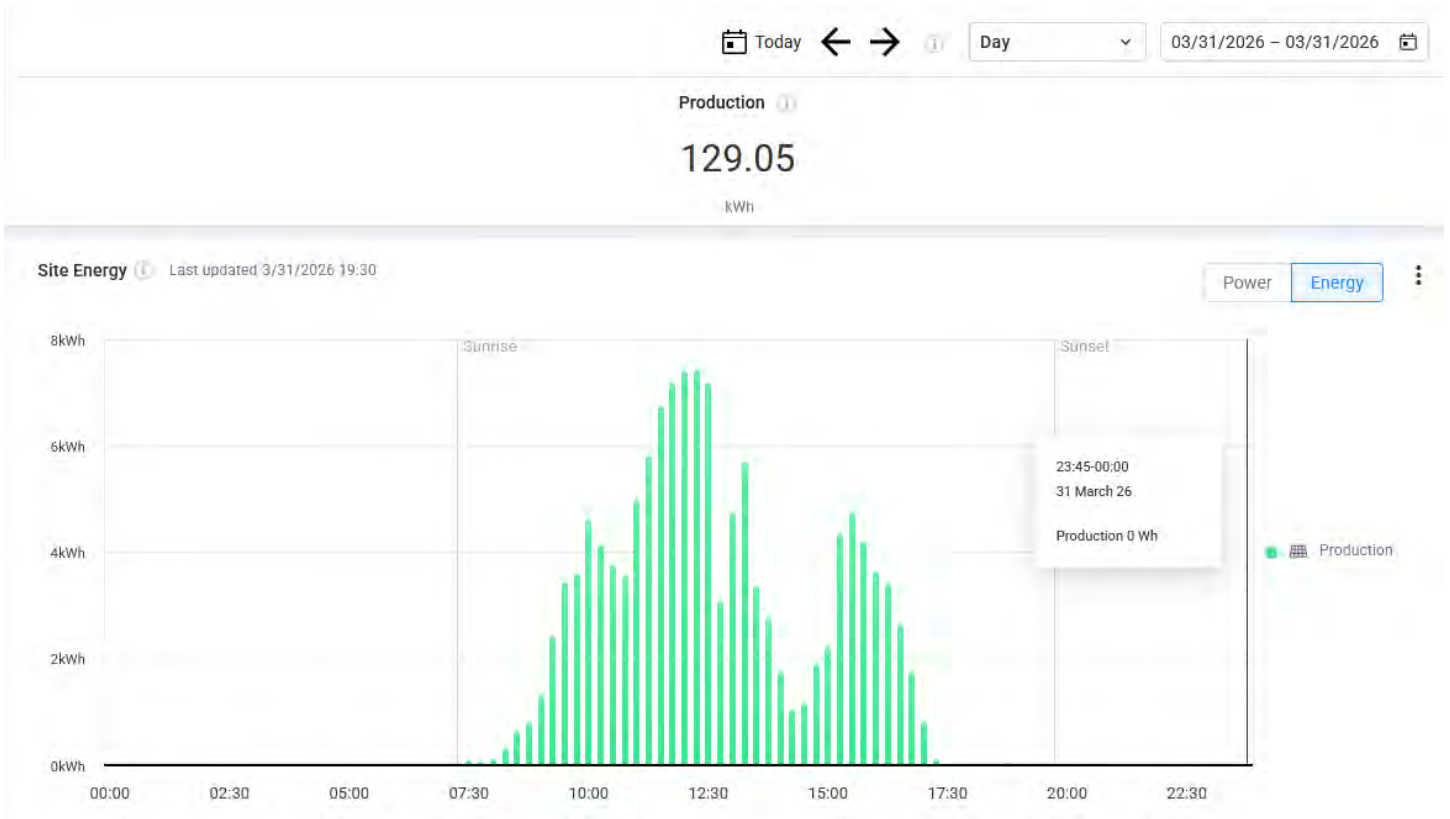 Today
Day
03/31/2026 – 03/31/2026
Production
129.05
kWh
Site Energy
Last updated 3/31/2026 19:30
Power
Energy
8kWh
6kWh
4kWh
2kWh
0kWh
Sunrise
Sunset
23:45-00:00
31 March 26
Production 0 Wh
Production
00:00 02:30 05:00 07:30 10:00 12:30 15:00 17:30 20:00 22:30